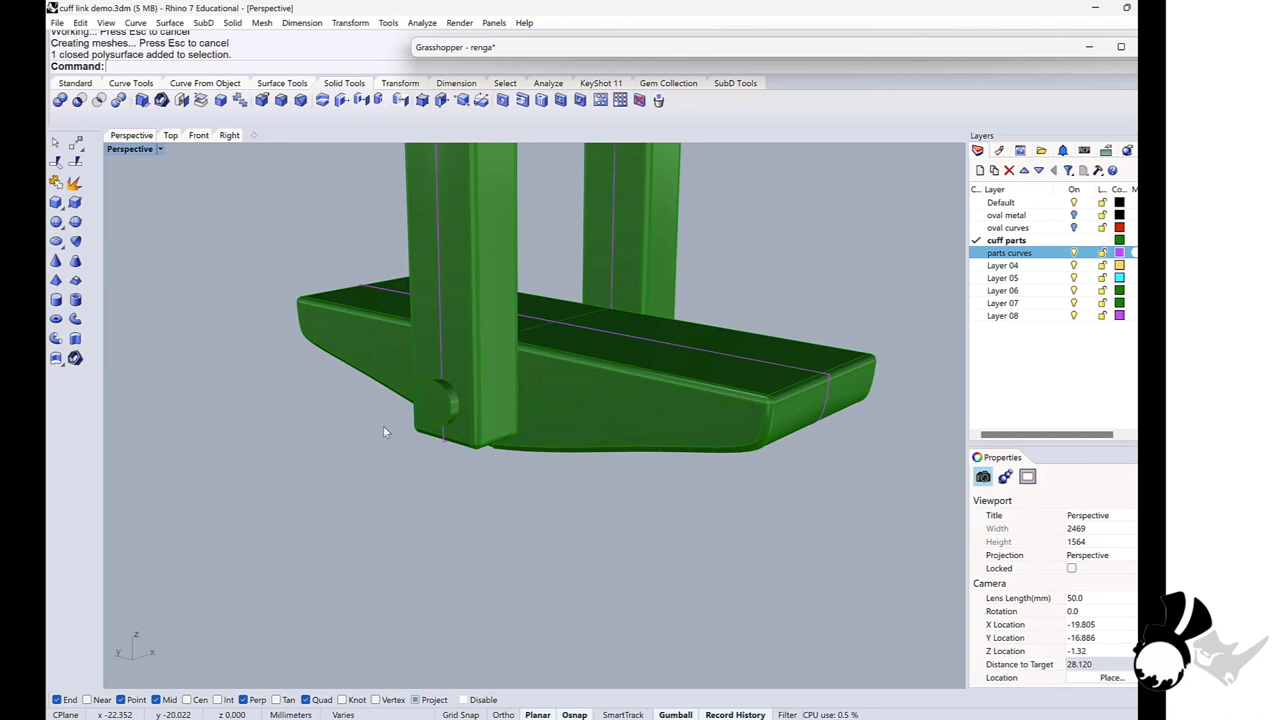 cuff link demo.3dm (5 MB) - Rhino 7 Educational - [Perspective]
File Edit View Curve Surface SubD Solid Mesh Dimension Transform Tools Analyze Render Panels Help
Working... Press Esc to cancel
Creating meshes... Press Esc to cancel
1 closed polysurface added to selection.
Command:
Grasshopper - renga*
Standard Curve Tools Curve From Object Surface Tools Solid Tools Transform Dimension Select Analyze KeyShot 11 Gem Collection SubD Tools
Perspective Top Front Right
Perspective
Layers
C... Layer On L... Co... M
Default
oval metal
oval curves
cuff parts
parts curves
Layer 04
Layer 05
Layer 06
Layer 07
Layer 08
Properties
Viewport
Title Perspective
Width 2469
Height 1564
Projection Perspective
Locked
Camera
Lens Length(mm) 50.0
Rotation 0.0
X Location -19.805
Y Location -16.886
Z Location -1.32
Distance to Target 28.120
Location Place...
z
y x
End Near Point Mid Cen Int Perp Tan Quad Knot Vertex Project Disable
CPlane x -22.352 y -20.022 z 0.000 Millimeters Varies Grid Snap Ortho Planar Osnap SmartTrack Gumball Record History Filter CPU use: 0.5 %